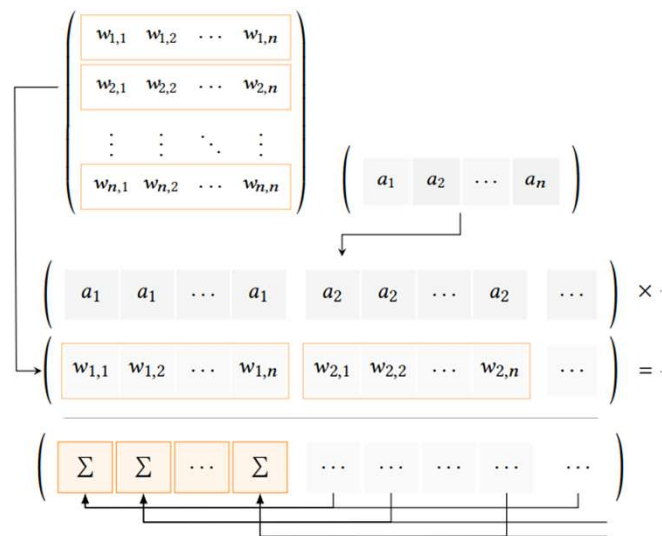 w1,1 w1,2 ⋯ w1,n
w2,1 w2,2 ⋯ w2,n
⋮ ⋮ ⋱ ⋮
wn,1 wn,2 ⋯ wn,n
( a1 a2 ⋯ an )
( a1 a1 ⋯ a1 a2 a2 ⋯ a2 ⋯ ) ×
( w1,1 w1,2 ⋯ w1,n w2,1 w2,2 ⋯ w2,n ⋯ ) =
( Σ Σ ⋯ Σ ⋯ ⋯ ⋯ ⋯ ⋯ )